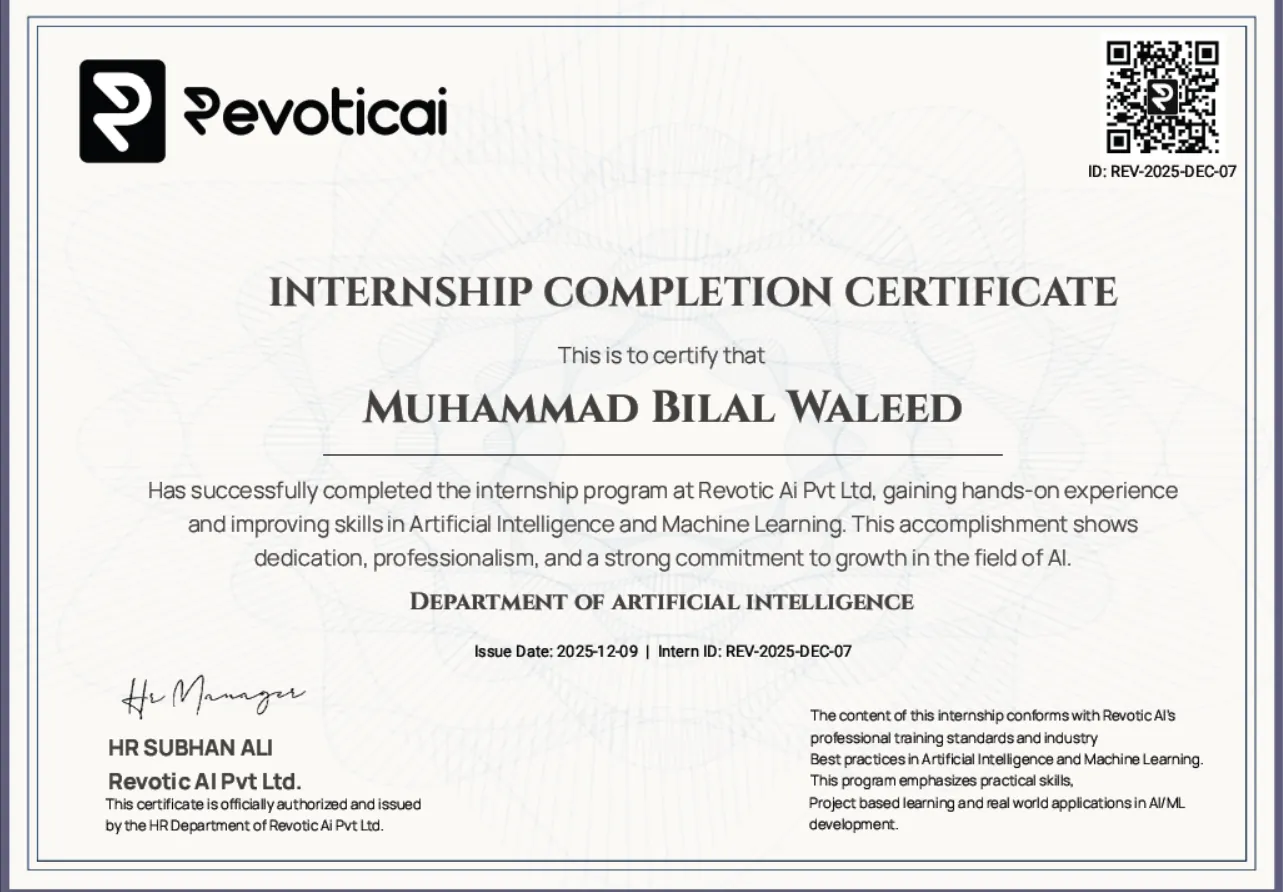 Revoticai
ID: REV-2025-DEC-07
INTERNSHIP COMPLETION CERTIFICATE
This is to certify that
MUHAMMAD BILAL WALEED
Has successfully completed the internship program at Revotic Ai Pvt Ltd, gaining hands-on experience
and improving skills in Artificial Intelligence and Machine Learning. This accomplishment shows
dedication, professionalism, and a strong commitment to growth in the field of AI.
DEPARTMENT OF ARTIFICIAL INTELLIGENCE
Issue Date: 2025-12-09 | Intern ID: REV-2025-DEC-07
Hr Manager
HR SUBHAN ALI
Revotic AI Pvt Ltd.
This certificate is officially authorized and issued
by the HR Department of Revotic Ai Pvt Ltd.
The content of this internship conforms with Revotic AI's
professional training standards and industry
Best practices in Artificial Intelligence and Machine Learning.
This program emphasizes practical skills,
Project based learning and real world applications in AI/ML
development.